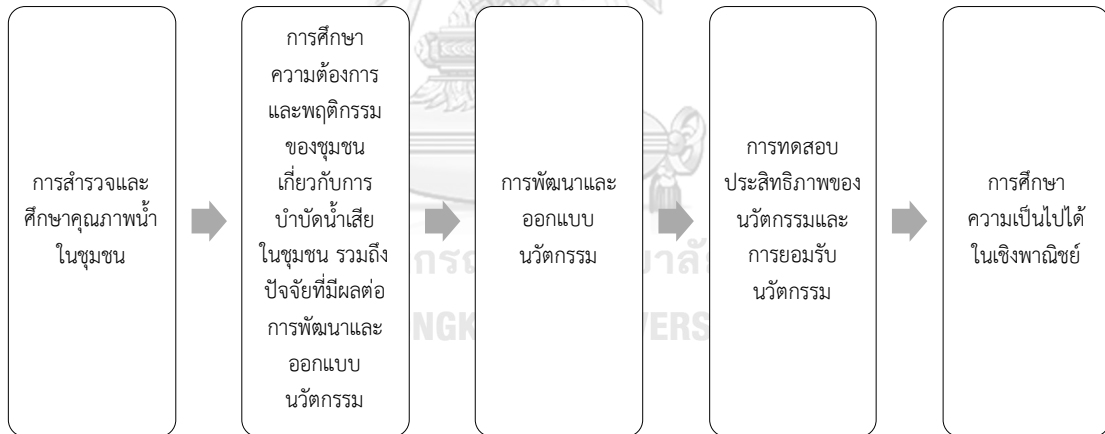 การสำรวจและ
ศึกษาคุณภาพน้ำ
ในชุมชน
การศึกษา
ความต้องการ
และพฤติกรรม
ของชุมชน
เกี่ยวกับการ
บำบัดน้ำเสีย
ในชุมชน รวมถึง
ปัจจัยที่มีผลต่อ
การพัฒนาและ
ออกแบบ
นวัตกรรม
การพัฒนาและ
ออกแบบ
นวัตกรรม
การทดสอบ
ประสิทธิภาพของ
นวัตกรรมและ
การยอมรับ
นวัตกรรม
การศึกษา
ความเป็นไปได้
ในเชิงพาณิชย์